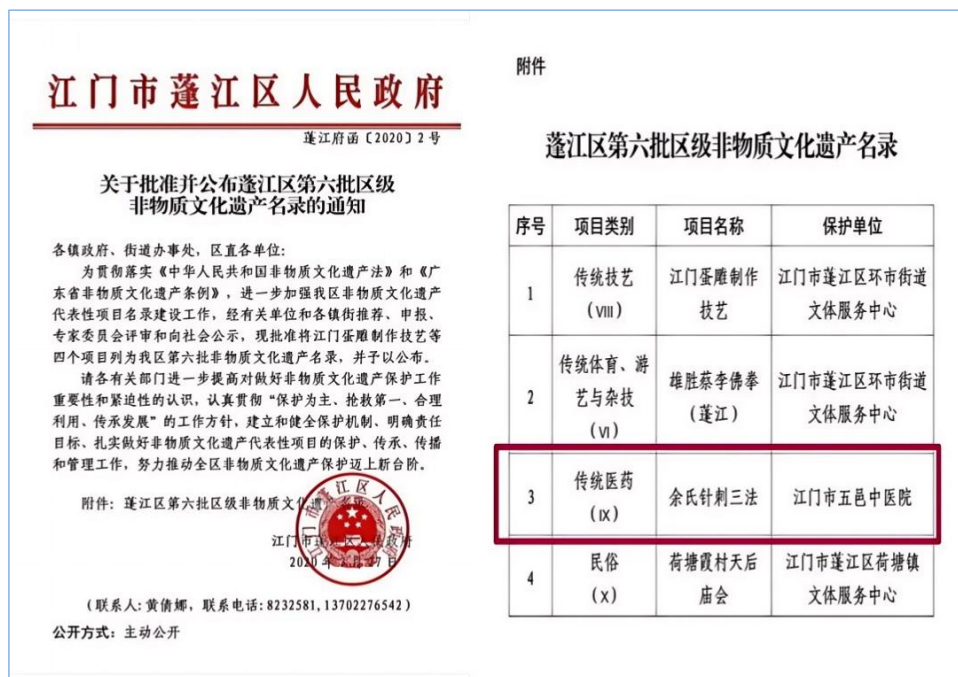 江门市蓬江区人民政府
蓬江府函〔2020〕2号
关于批准并公布蓬江区第六批区级
非物质文化遗产名录的通知
各镇政府、街道办事处，区直各单位：
为贯彻落实《中华人民共和国非物质文化遗产法》和《广
东省非物质文化遗产条例》，进一步加强我区非物质文化遗产
代表性项目名录建设工作，经有关单位和各镇街推荐、申报、
专家委员会评审和向社会公示，现批准将江门蛋雕制作技艺等
四个项目列为我区第六批非物质文化遗产名录，并予以公布。
请各有关部门进一步提高对做好非物质文化遗产保护工作
重要性和紧迫性的认识，认真贯彻“保护为主、抢救第一、合理
利用、传承发展”的工作方针，建立和健全保护机制、明确责任
目标、扎实做好非物质文化遗产代表性项目的保护、传承、传播
和管理工作，努力推动全区非物质文化遗产保护迈上新台阶。
附件：蓬江区第六批区级非物质文化遗产名录
江门市蓬江区人民政府
2020年 月27日
（联系人：黄倩娜，联系电话：8232581,13702276542）
公开方式：主动公开
附件
蓬江区第六批区级非物质文化遗产名录
序号 项目类别 项目名称 保护单位
1 传统技艺（VIII） 江门蛋雕制作技艺 江门市蓬江区环市街道文体服务中心
2 传统体育、游艺与杂技（VI） 雄胜蔡李佛拳（蓬江） 江门市蓬江区环市街道文体服务中心
3 传统医药（IX） 余氏针刺三法 江门市五邑中医院
4 民俗（X） 荷塘霞村天后庙会 江门市蓬江区荷塘镇文体服务中心